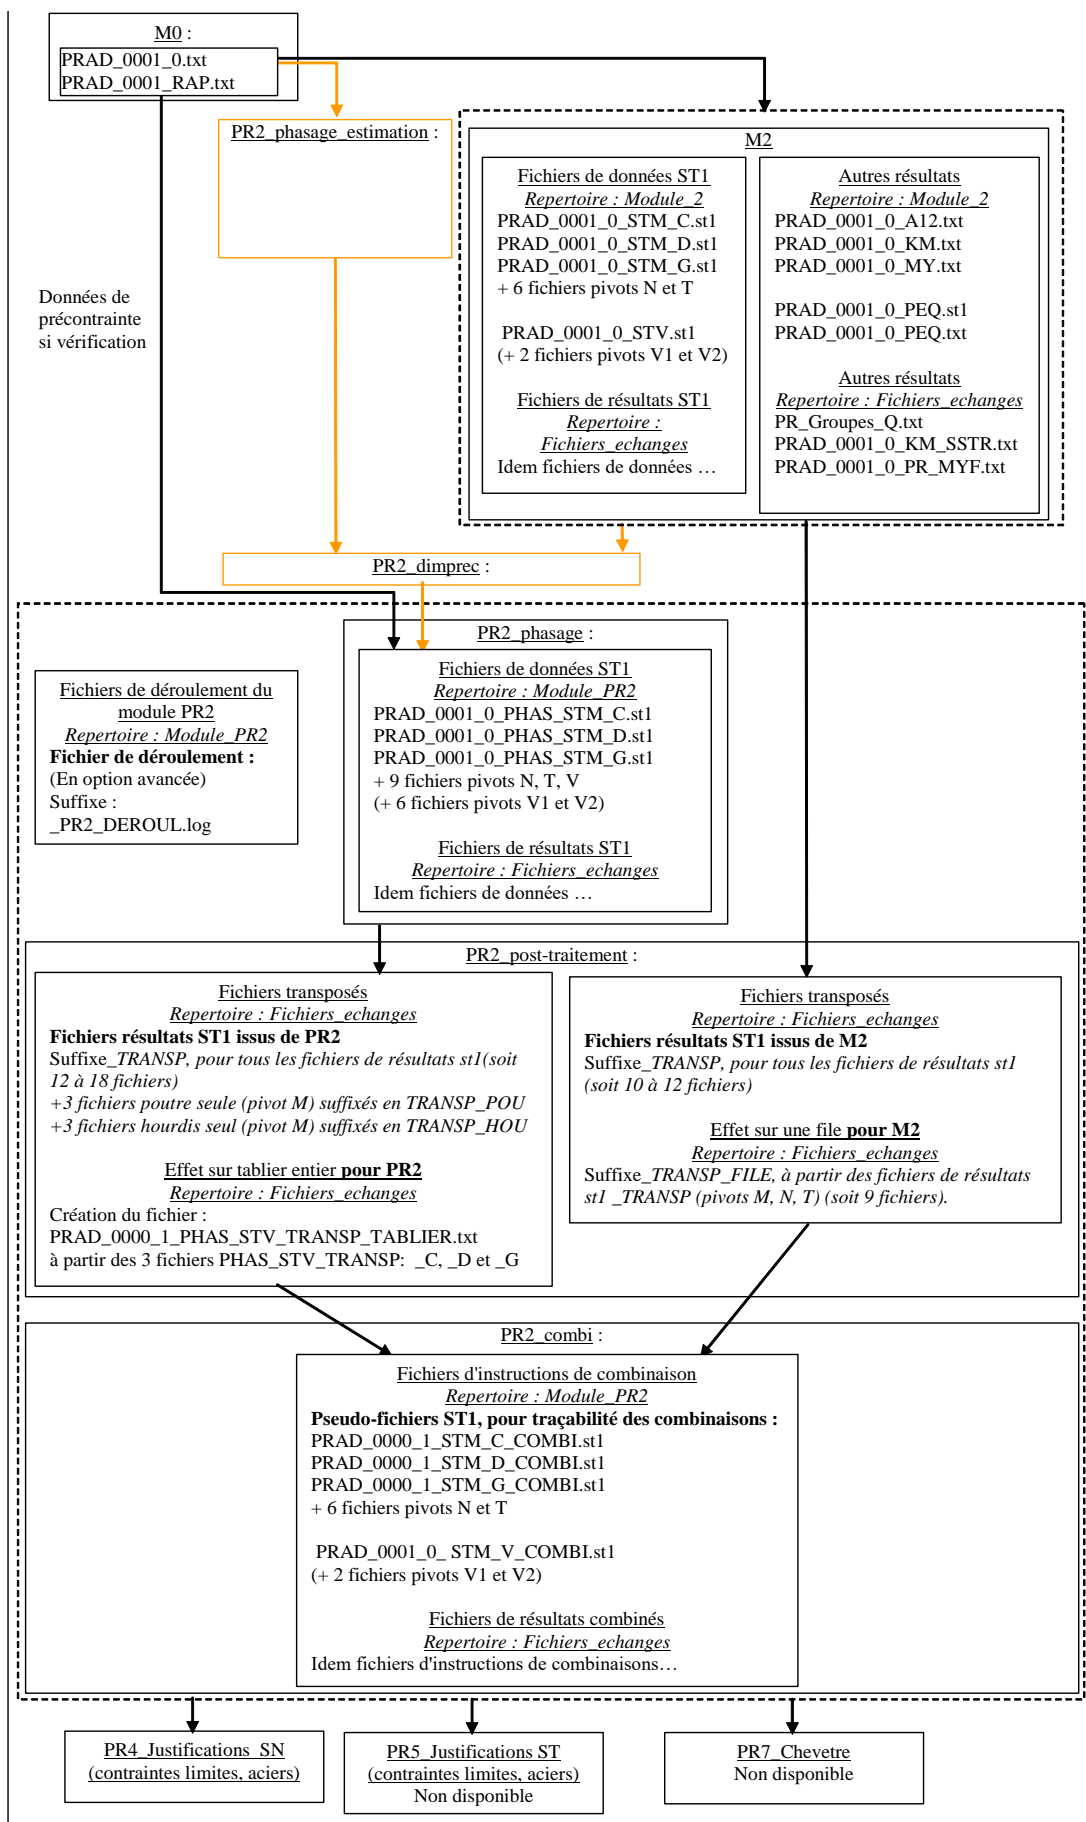 M0 :
PRAD_0001_0.txt
PRAD_0001_RAP.txt
PR2_phasage_estimation :
M2
Fichiers de données ST1
Repertoire : Module_2
PRAD_0001_0_STM_C.st1
PRAD_0001_0_STM_D.st1
PRAD_0001_0_STM_G.st1
+ 6 fichiers pivots N et T
PRAD_0001_0_STV.st1
(+ 2 fichiers pivots V1 et V2)
Fichiers de résultats ST1
Repertoire :
Fichiers_echanges
Idem fichiers de données …
Autres résultats
Repertoire : Module_2
PRAD_0001_0_A12.txt
PRAD_0001_0_KM.txt
PRAD_0001_0_MY.txt
PRAD_0001_0_PEQ.st1
PRAD_0001_0_PEQ.txt
Autres résultats
Repertoire : Fichiers_echanges
PR_Groupes_Q.txt
PRAD_0001_0_KM_SSTR.txt
PRAD_0001_0_PR_MYF.txt
Données de
précontrainte
si vérification
PR2_dimprec :
PR2_phasage :
Fichiers de données ST1
Repertoire : Module_PR2
PRAD_0001_0_PHAS_STM_C.st1
PRAD_0001_0_PHAS_STM_D.st1
PRAD_0001_0_PHAS_STM_G.st1
+ 9 fichiers pivots N, T, V
(+ 6 fichiers pivots V1 et V2)
Fichiers de résultats ST1
Repertoire : Fichiers_echanges
Idem fichiers de données …
Fichiers de déroulement du
module PR2
Repertoire : Module_PR2
Fichier de déroulement :
(En option avancée)
Suffixe :
_PR2_DEROUL.log
PR2_post-traitement :
Fichiers transposés
Repertoire : Fichiers_echanges
Fichiers résultats ST1 issus de PR2
Suffixe_TRANSP, pour tous les fichiers de résultats st1(soit
12 à 18 fichiers)
+3 fichiers poutre seule (pivot M) suffixés en TRANSP_POU
+3 fichiers hourdis seul (pivot M) suffixés en TRANSP_HOU
Effet sur tablier entier pour PR2
Repertoire : Fichiers_echanges
Création du fichier :
PRAD_0000_1_PHAS_STV_TRANSP_TABLIER.txt
à partir des 3 fichiers PHAS_STV_TRANSP: _C, _D et _G
Fichiers transposés
Repertoire : Fichiers_echanges
Fichiers résultats ST1 issus de M2
Suffixe_TRANSP, pour tous les fichiers de résultats st1
(soit 10 à 12 fichiers)
Effet sur une file pour M2
Repertoire : Fichiers_echanges
Suffixe_TRANSP_FILE, à partir des fichiers de résultats
st1 _TRANSP (pivots M, N, T) (soit 9 fichiers).
PR2_combi :
Fichiers d'instructions de combinaison
Repertoire : Module_PR2
Pseudo-fichiers ST1, pour traçabilité des combinaisons :
PRAD_0000_1_STM_C_COMBI.st1
PRAD_0000_1_STM_D_COMBI.st1
PRAD_0000_1_STM_G_COMBI.st1
+ 6 fichiers pivots N et T
PRAD_0001_0_ STM_V_COMBI.st1
(+ 2 fichiers pivots V1 et V2)
Fichiers de résultats combinés
Repertoire : Fichiers_echanges
Idem fichiers d'instructions de combinaisons…
PR4_Justifications_SN
(contraintes limites, aciers)
PR5_Justifications ST
(contraintes limites, aciers)
Non disponible
PR7_Chevetre
Non disponible